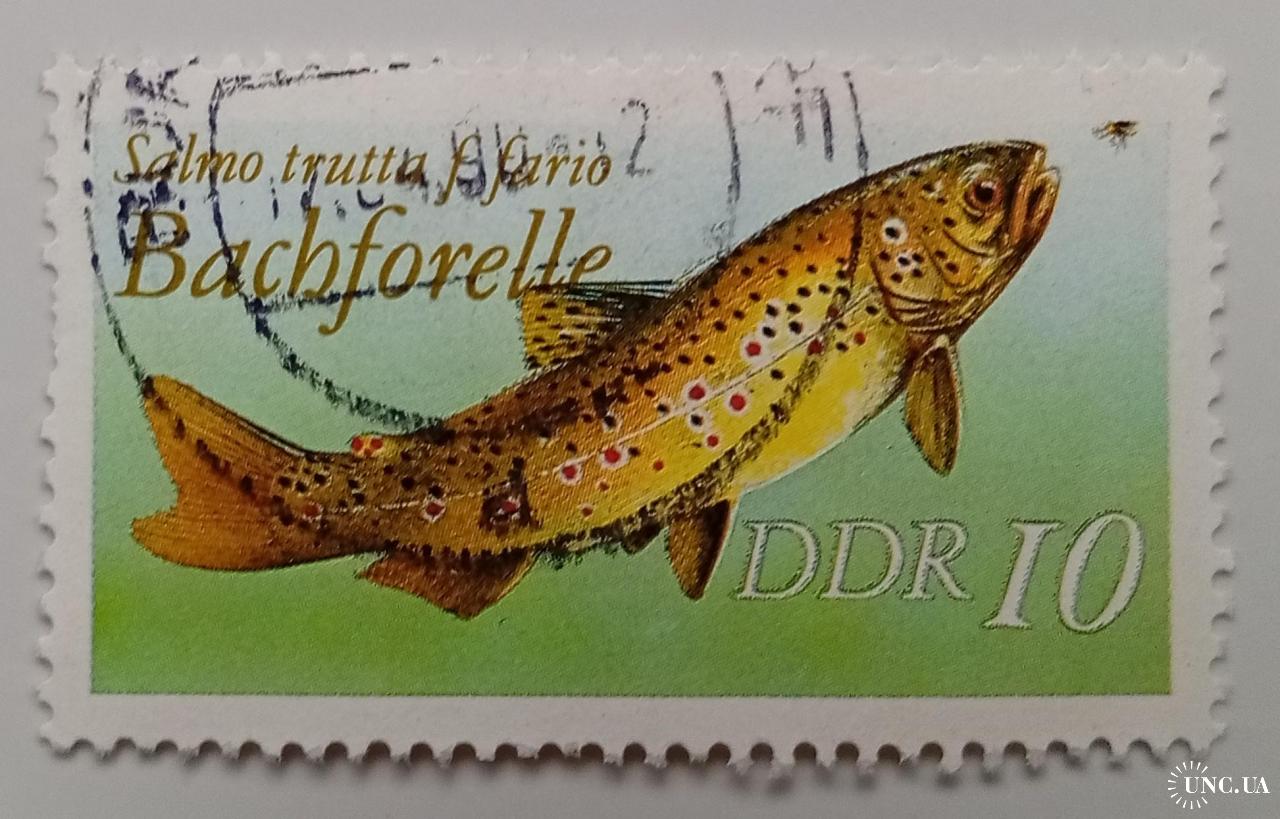 Salmo trutta f. fario
Bachforelle
DDR 10
UNC.UA